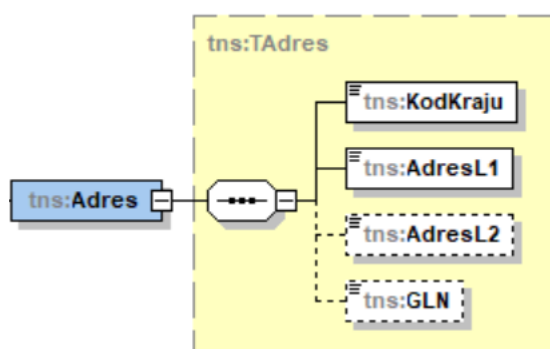 tns:TAdres
tns:KodKraju
tns:AdresL1
tns:Adres
tns:AdresL2
tns:GLN